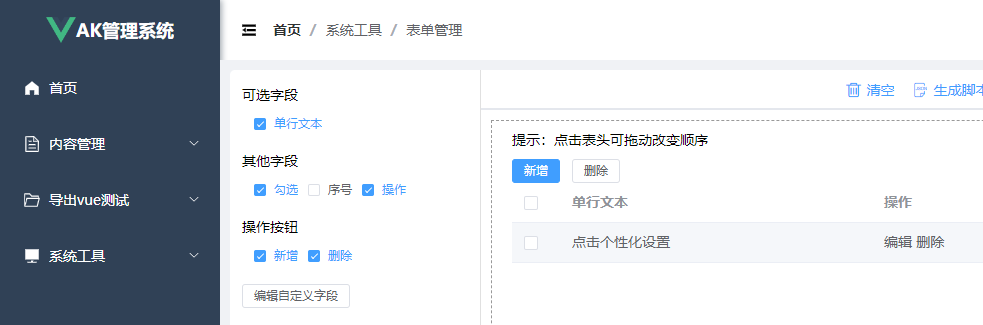 AK管理系统
首页 / 系统工具 / 表单管理
首页
内容管理
导出vue测试
系统工具
可选字段
单行文本
其他字段
勾选 序号 操作
操作按钮
新增 删除
编辑自定义字段
清空 生成脚本
提示：点击表头可拖动改变顺序
新增 删除
单行文本 操作
点击个性化设置 编辑 删除